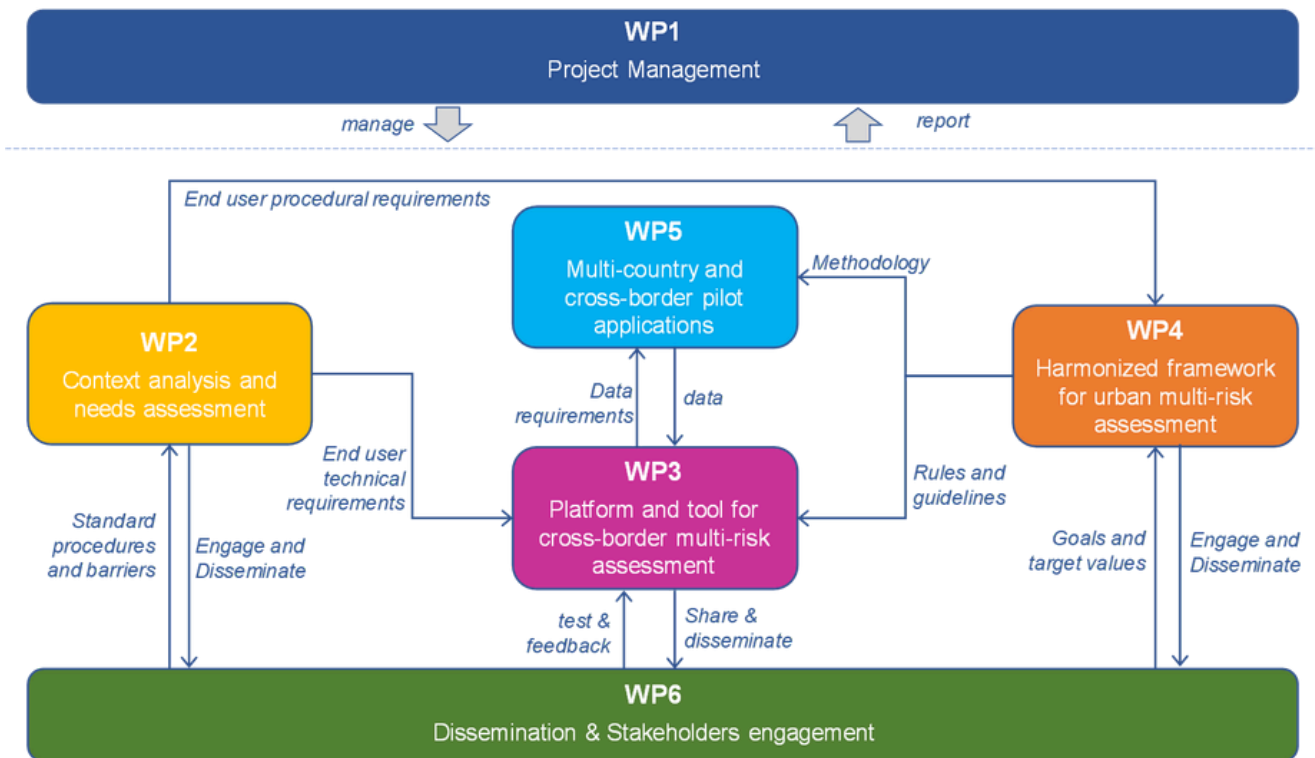 WP1
Project Management
manage
report
End user procedural requirements
WP5
Multi-country and
cross-border pilot
applications
Methodology
WP2
Context analysis and
needs assessment
WP4
Harmonized framework
for urban multi-risk
assessment
Data
requirements
data
End user
technical
requirements
WP3
Platform and tool for
cross-border multi-risk
assessment
Rules and
guidelines
Standard
procedures
and barriers
Engage and
Disseminate
test &
feedback
Share &
disseminate
Goals and
target values
Engage and
Disseminate
WP6
Dissemination & Stakeholders engagement